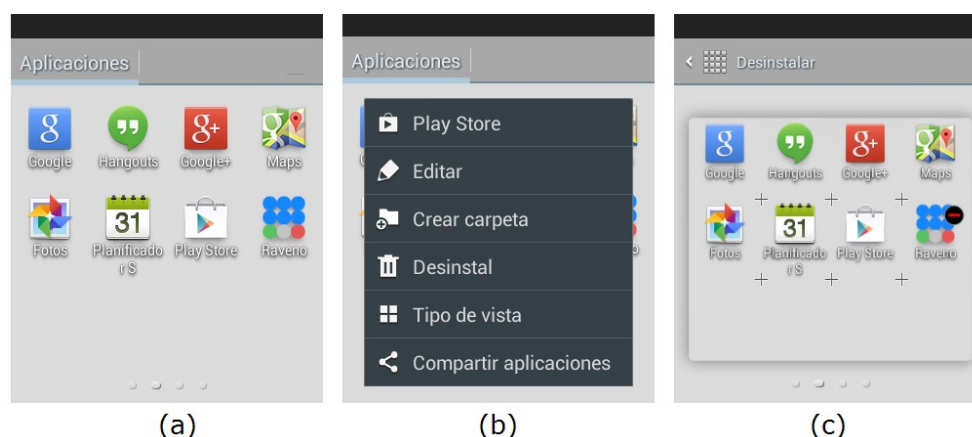 Aplicaciones
Google Hangouts Google+ Maps
31
Fotos Planificado Play Store Raveno
r S
(a)
Aplicaciones
Play Store
Editar
Crear carpeta
Desinstal
Tipo de vista
Compartir aplicaciones
(b)
Desinstalar
Google Hangouts Google+ Maps
31
Fotos Planificado Play Store Raveno
r S
(c)